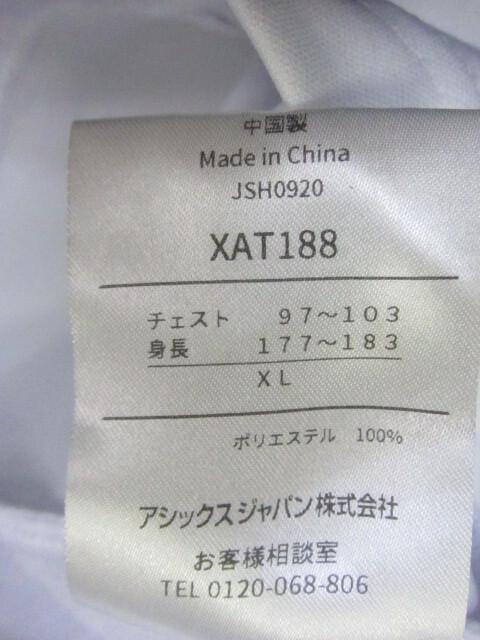 中国製
Made in China
JSH0920
XAT188
チェスト　９７～１０３
身長　１７７～１８３
ＸＬ
ポリエステル　100%
アシックスジャパン株式会社
お客様相談室
TEL 0120-068-806